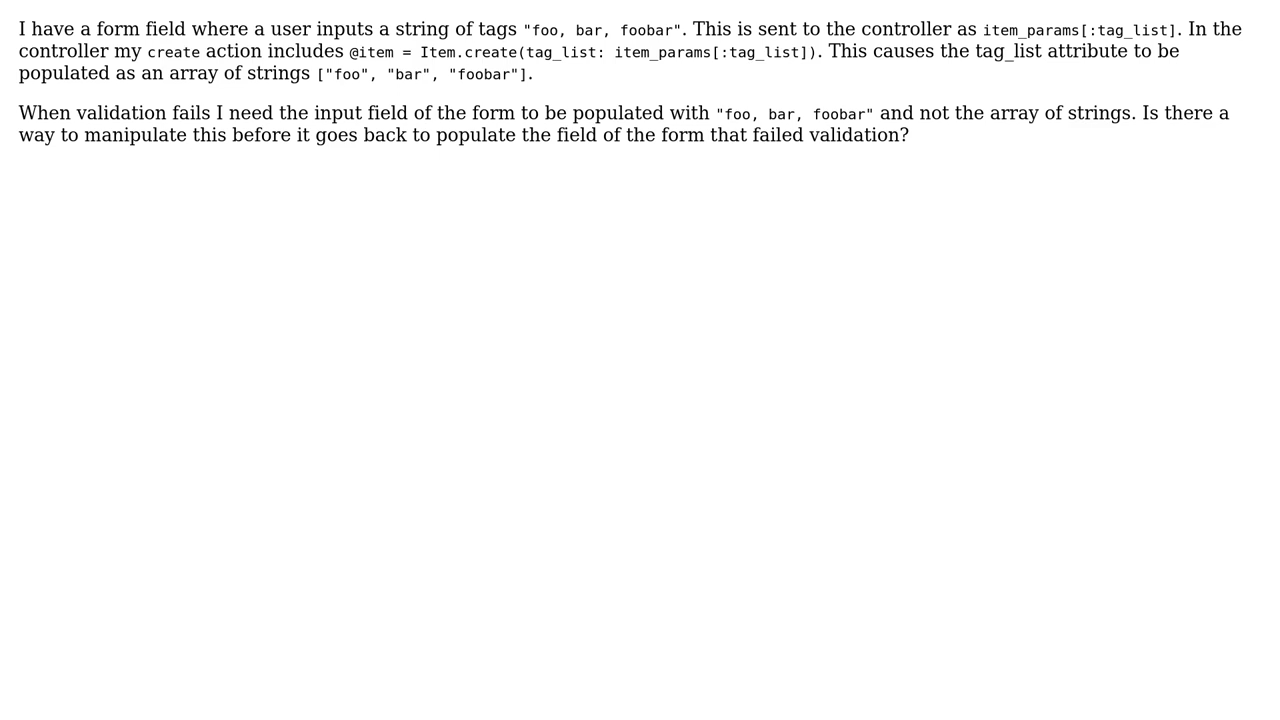 I have a form field where a user inputs a string of tags "foo, bar, foobar". This is sent to the controller as item_params[:tag_list]. In the
controller my create action includes @item = Item.create(tag_list: item_params[:tag_list]). This causes the tag_list attribute to be
populated as an array of strings ["foo", "bar", "foobar"].
When validation fails I need the input field of the form to be populated with "foo, bar, foobar" and not the array of strings. Is there a
way to manipulate this before it goes back to populate the field of the form that failed validation?